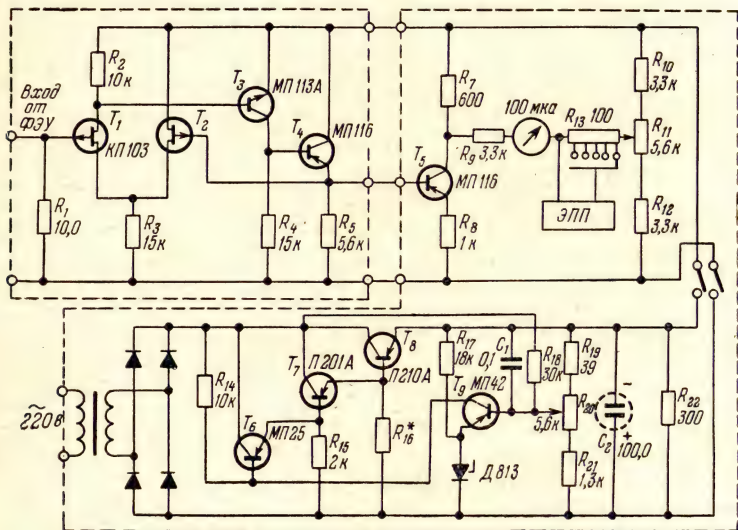 R2
10к
Вход
от
ФЭУ
T1
КП103
T2
T3
МП113А
T4
МП116
R1
10,0
R3
15к
R4
15к
R5
5,6к
R7
600
100 мка
R9 3,3к
T5
МП116
R8
1к
R13 100
ЭПП
R10
3,3к
R11
5,6к
R12
3,3к
~
220в
R14
10к
T6
МП25
T7
П201А
R15
2к
T8
П210А
R16*
R17
18к
T9
МП42
Д813
C1
0,1
R18
30к
R19
39
R20
5,6к
R21
1,3к
−
C2
+
100,0
R22
300